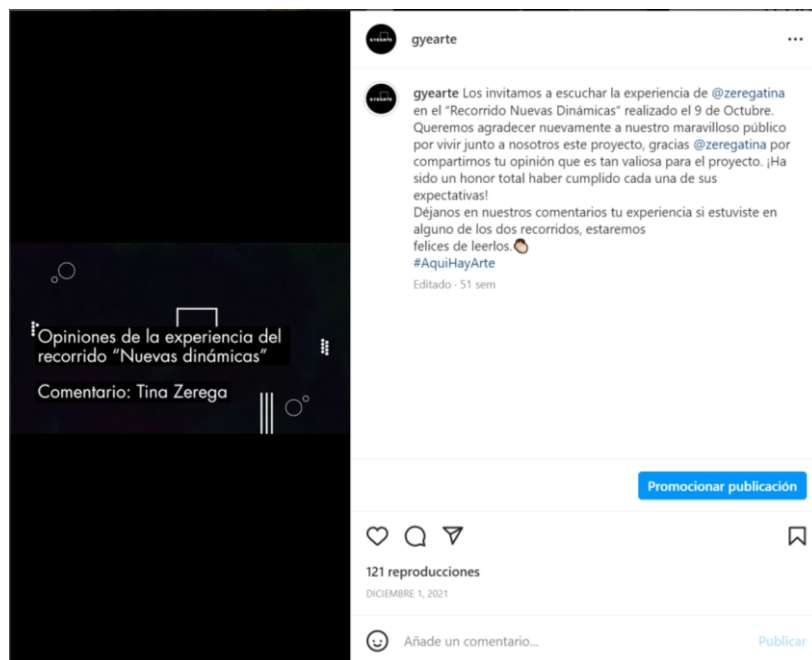 gyearte
gyearte Los invitamos a escuchar la experiencia de @zeregatina
en el "Recorrido Nuevas Dinámicas" realizado el 9 de Octubre.
Queremos agradecer nuevamente a nuestro maravilloso público
por vivir junto a nosotros este proyecto, gracias @zeregatina por
compartirnos tu opinión que es tan valiosa para el proyecto. ¡Ha
sido un honor total haber cumplido cada una de sus
expectativas!
Déjanos en nuestros comentarios tu experiencia si estuviste en
alguno de los dos recorridos, estaremos
felices de leerlos.
#AquiHayArte
Editado · 51 sem
Opiniones de la experiencia del
recorrido "Nuevas dinámicas"
Comentario: Tina Zerega
Promocionar publicación
121 reproducciones
DICIEMBRE 1, 2021
Añade un comentario...
Publicar